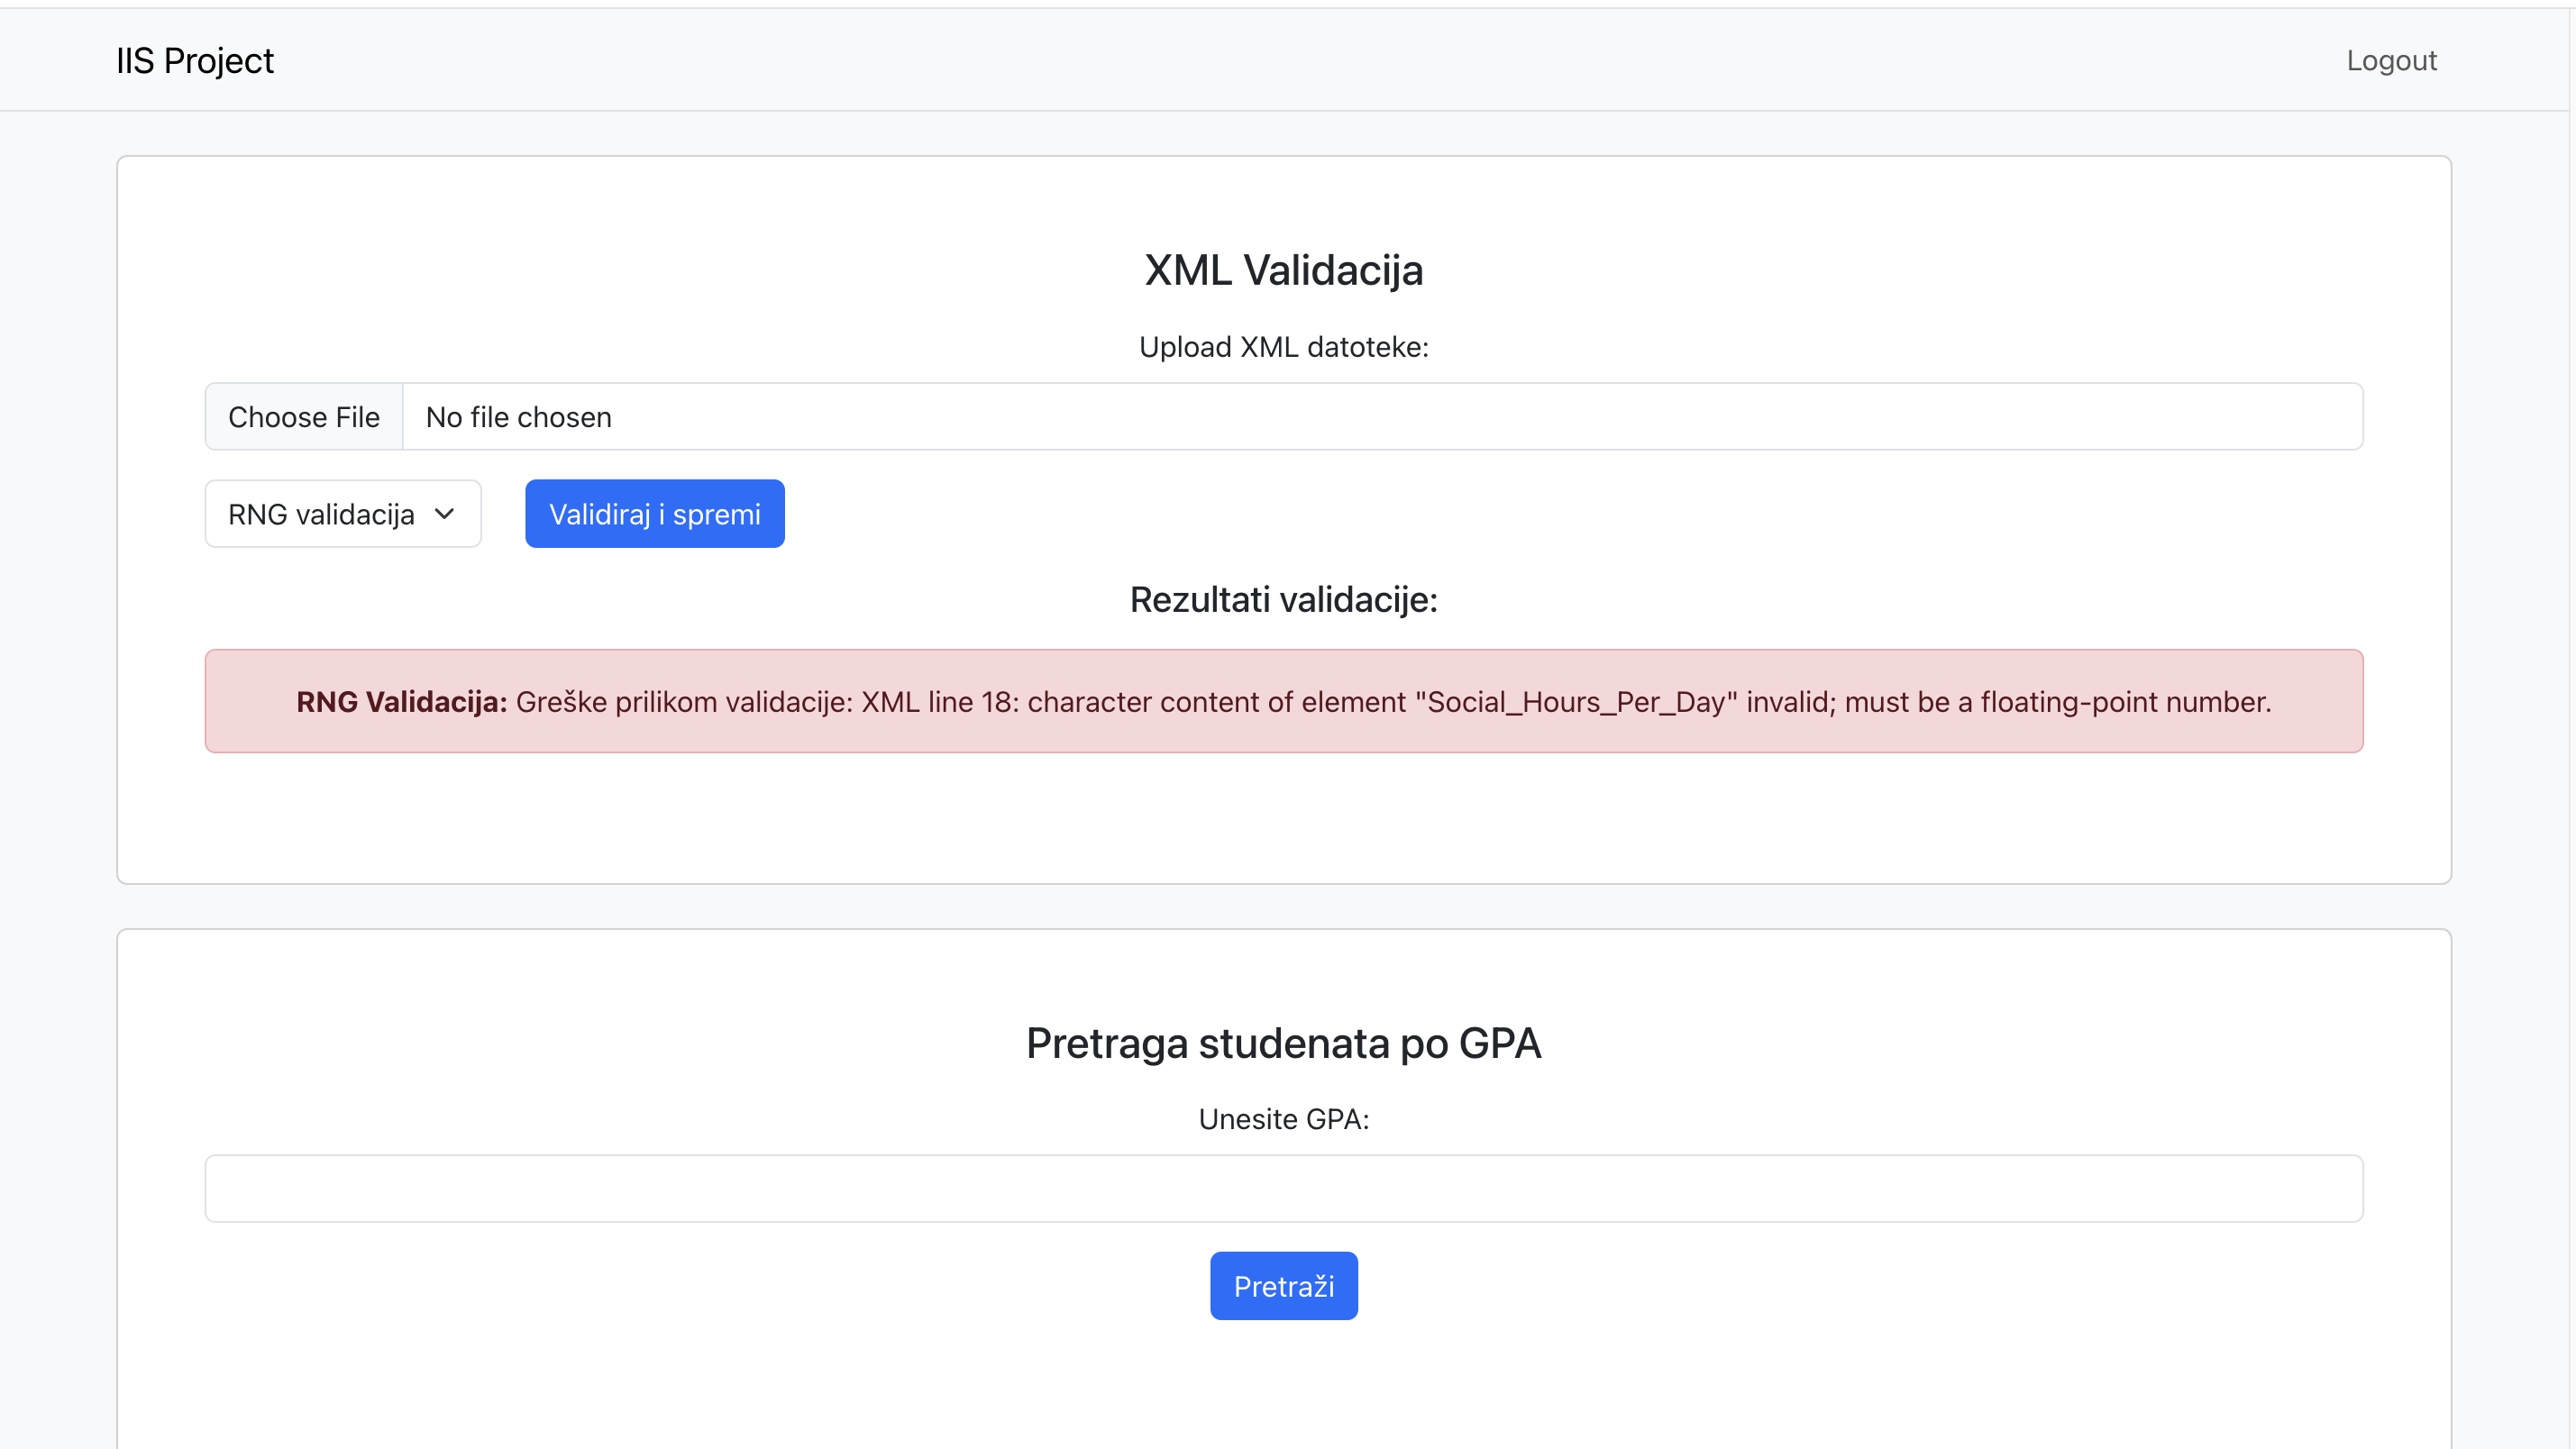 IIS Project
Logout
XML Validacija
Upload XML datoteke:
Choose File No file chosen
RNG validacija Validiraj i spremi
Rezultati validacije:
RNG Validacija: Greške prilikom validacije: XML line 18: character content of element "Social_Hours_Per_Day" invalid; must be a floating-point number.
Pretraga studenata po GPA
Unesite GPA:
Pretraži